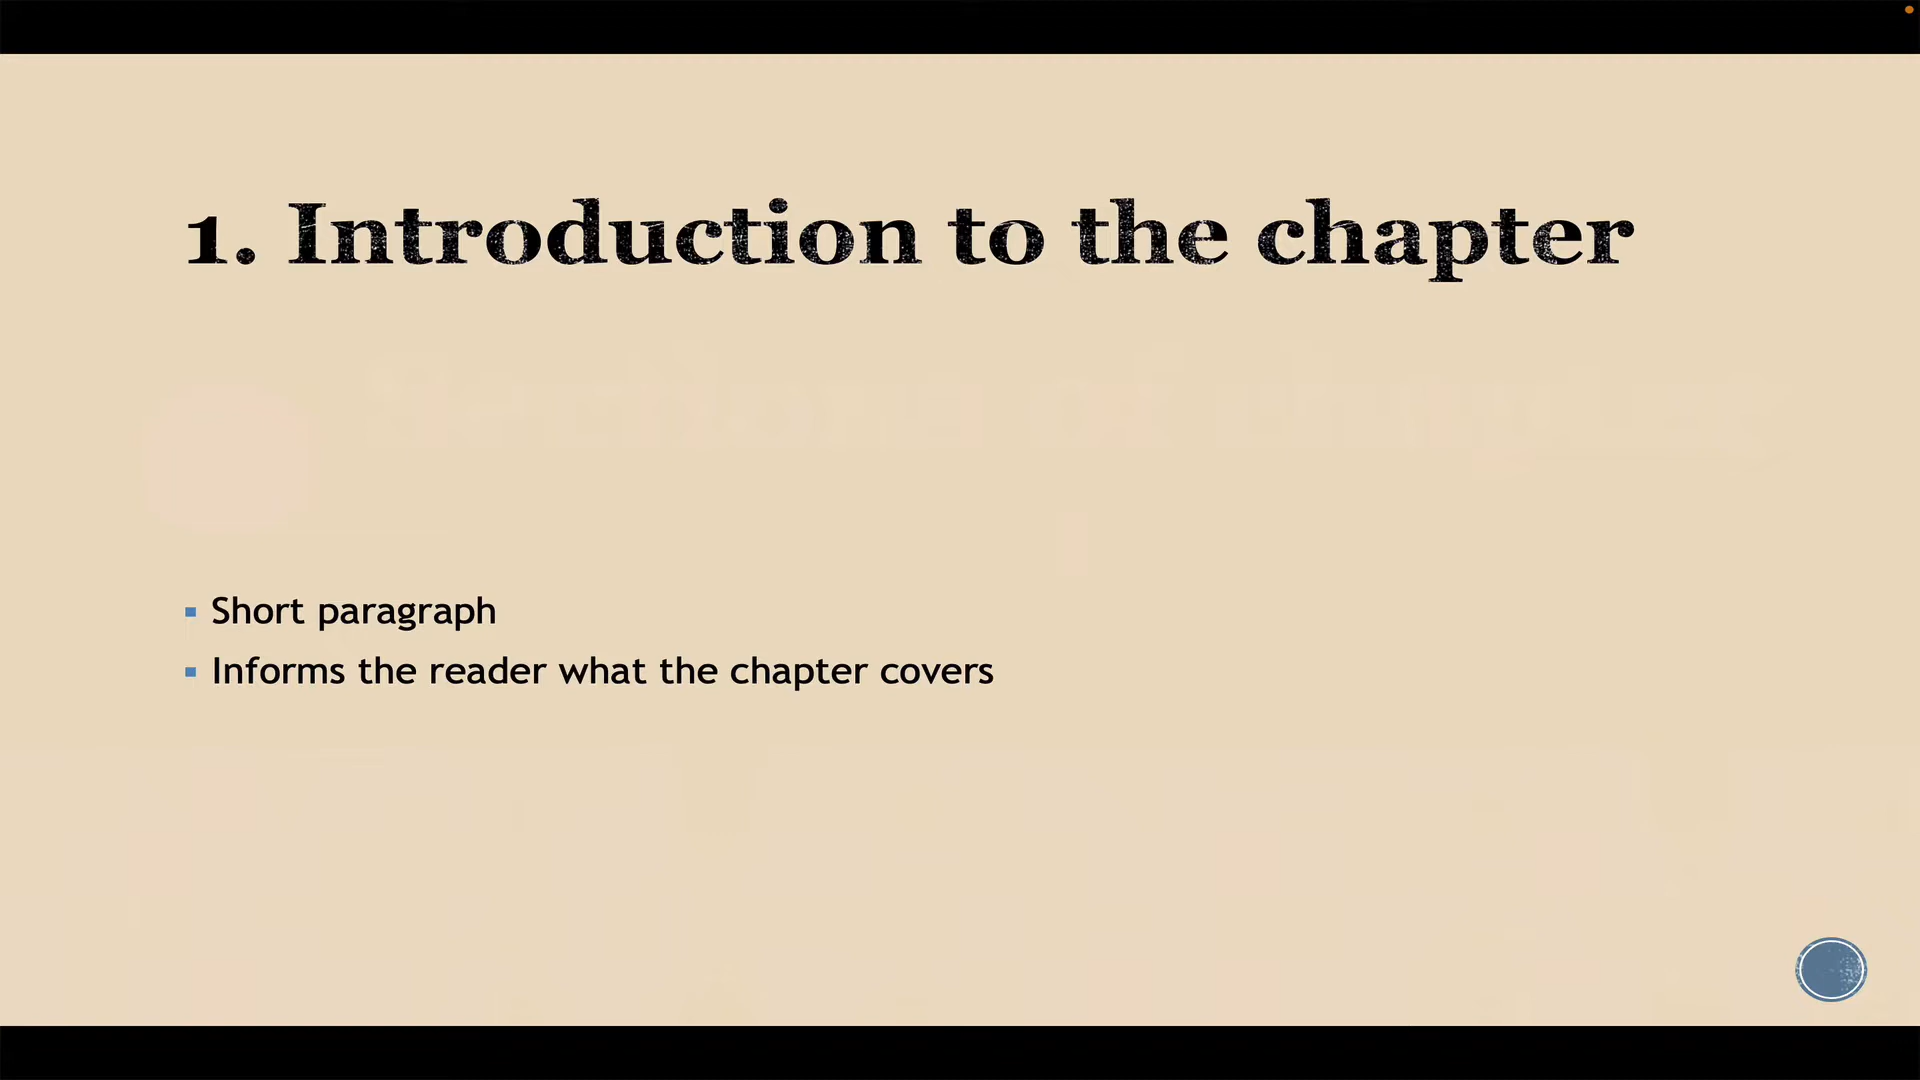 1. Introduction to the chapter
Short paragraph
Informs the reader what the chapter covers